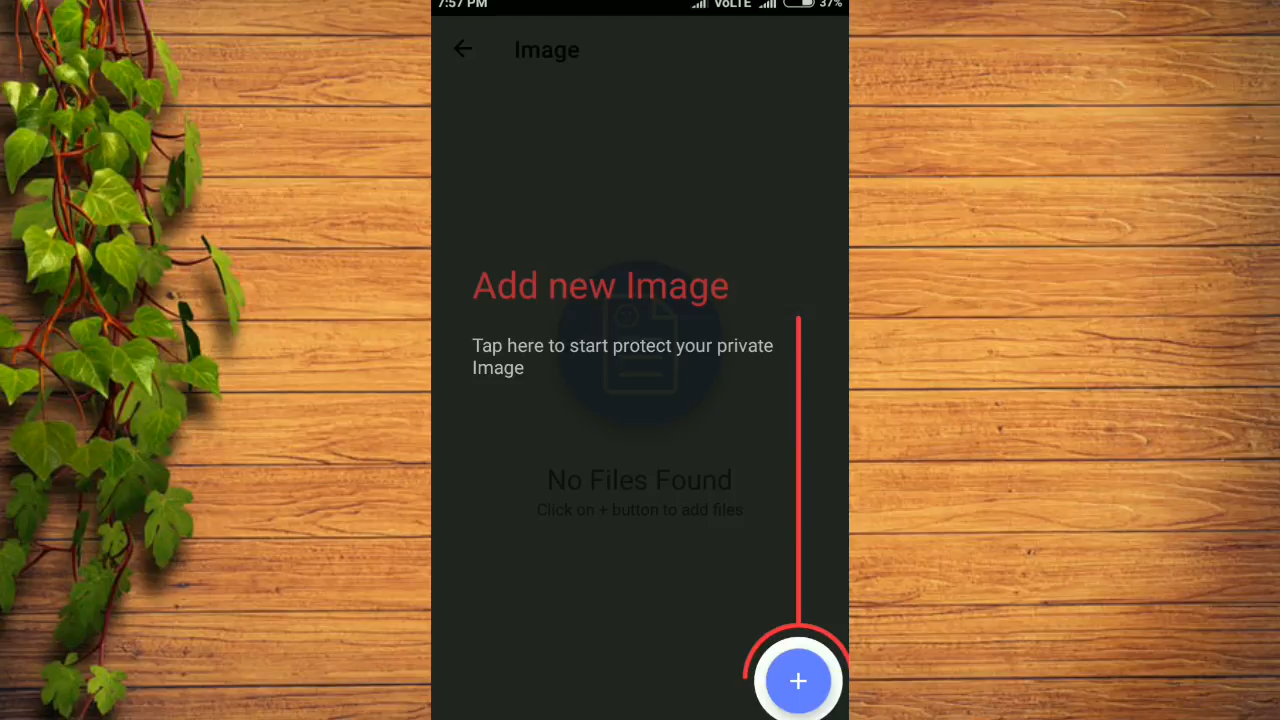 7:57 PM VoLTE 37%
Image
Add new Image
Tap here to start protect your private
Image
No Files Found
Click on + button to add files
+